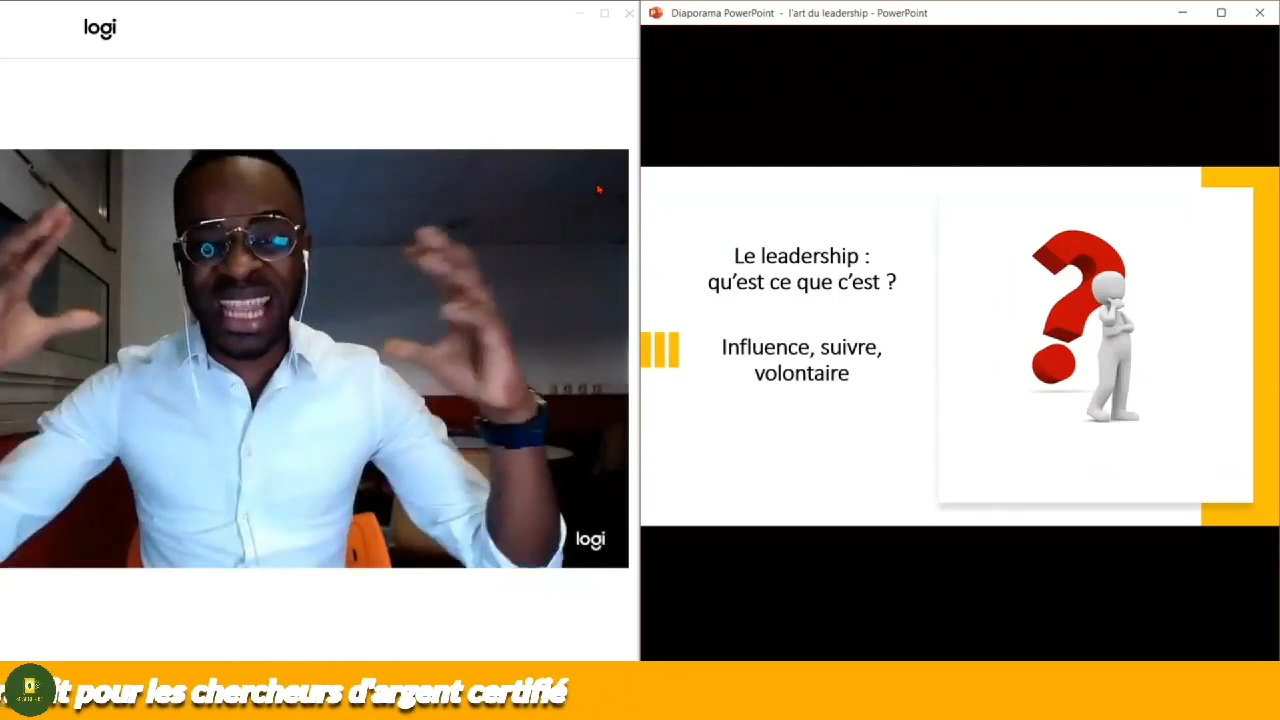 logi
Diaporama PowerPoint - l'art du leadership - PowerPoint
Le leadership :
qu'est ce que c'est ?
Influence, suivre,
volontaire
logi
it pour les chercheurs d'argent certifié